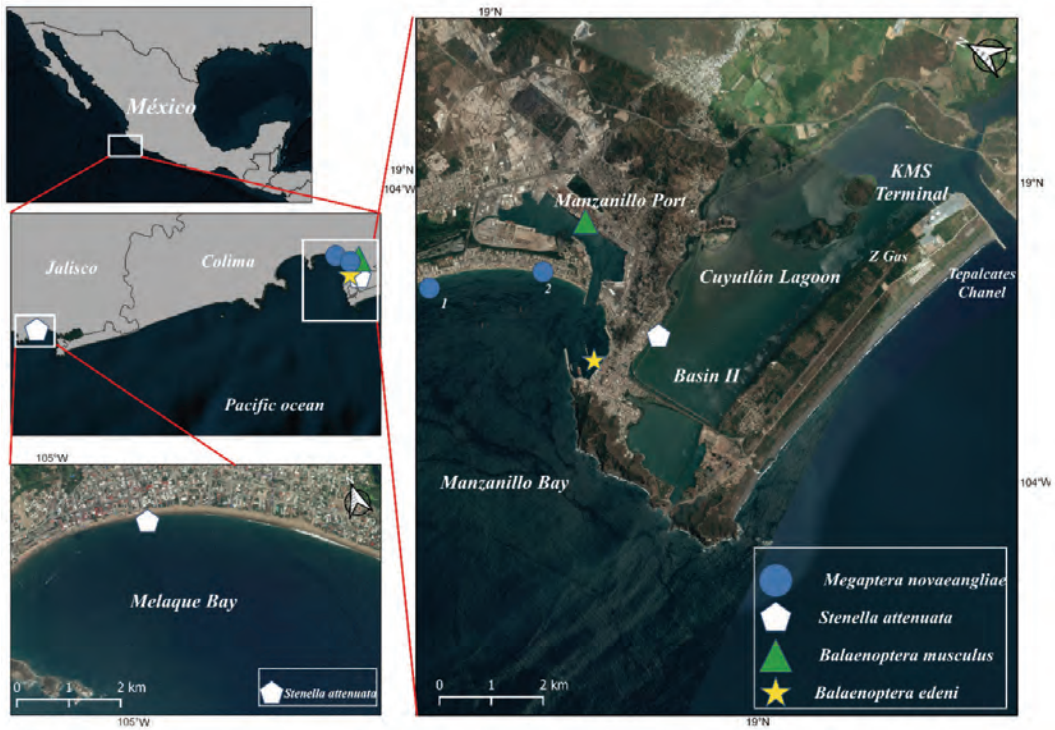 México
19°N
104°W
Jalisco
Colima
Pacific ocean
105°W
Melaque Bay
0 1 2 km
Stenella attenuata
105°W
19°N
19°N
104°W
KMS
Terminal
Manzanillo Port
Z Gas
Cuyutlán Lagoon
Tepalcates
Chanel
1
2
Basin II
Manzanillo Bay
Megaptera novaeangliae
Stenella attenuata
Balaenoptera musculus
Balaenoptera edeni
0 1 2 km
19°N